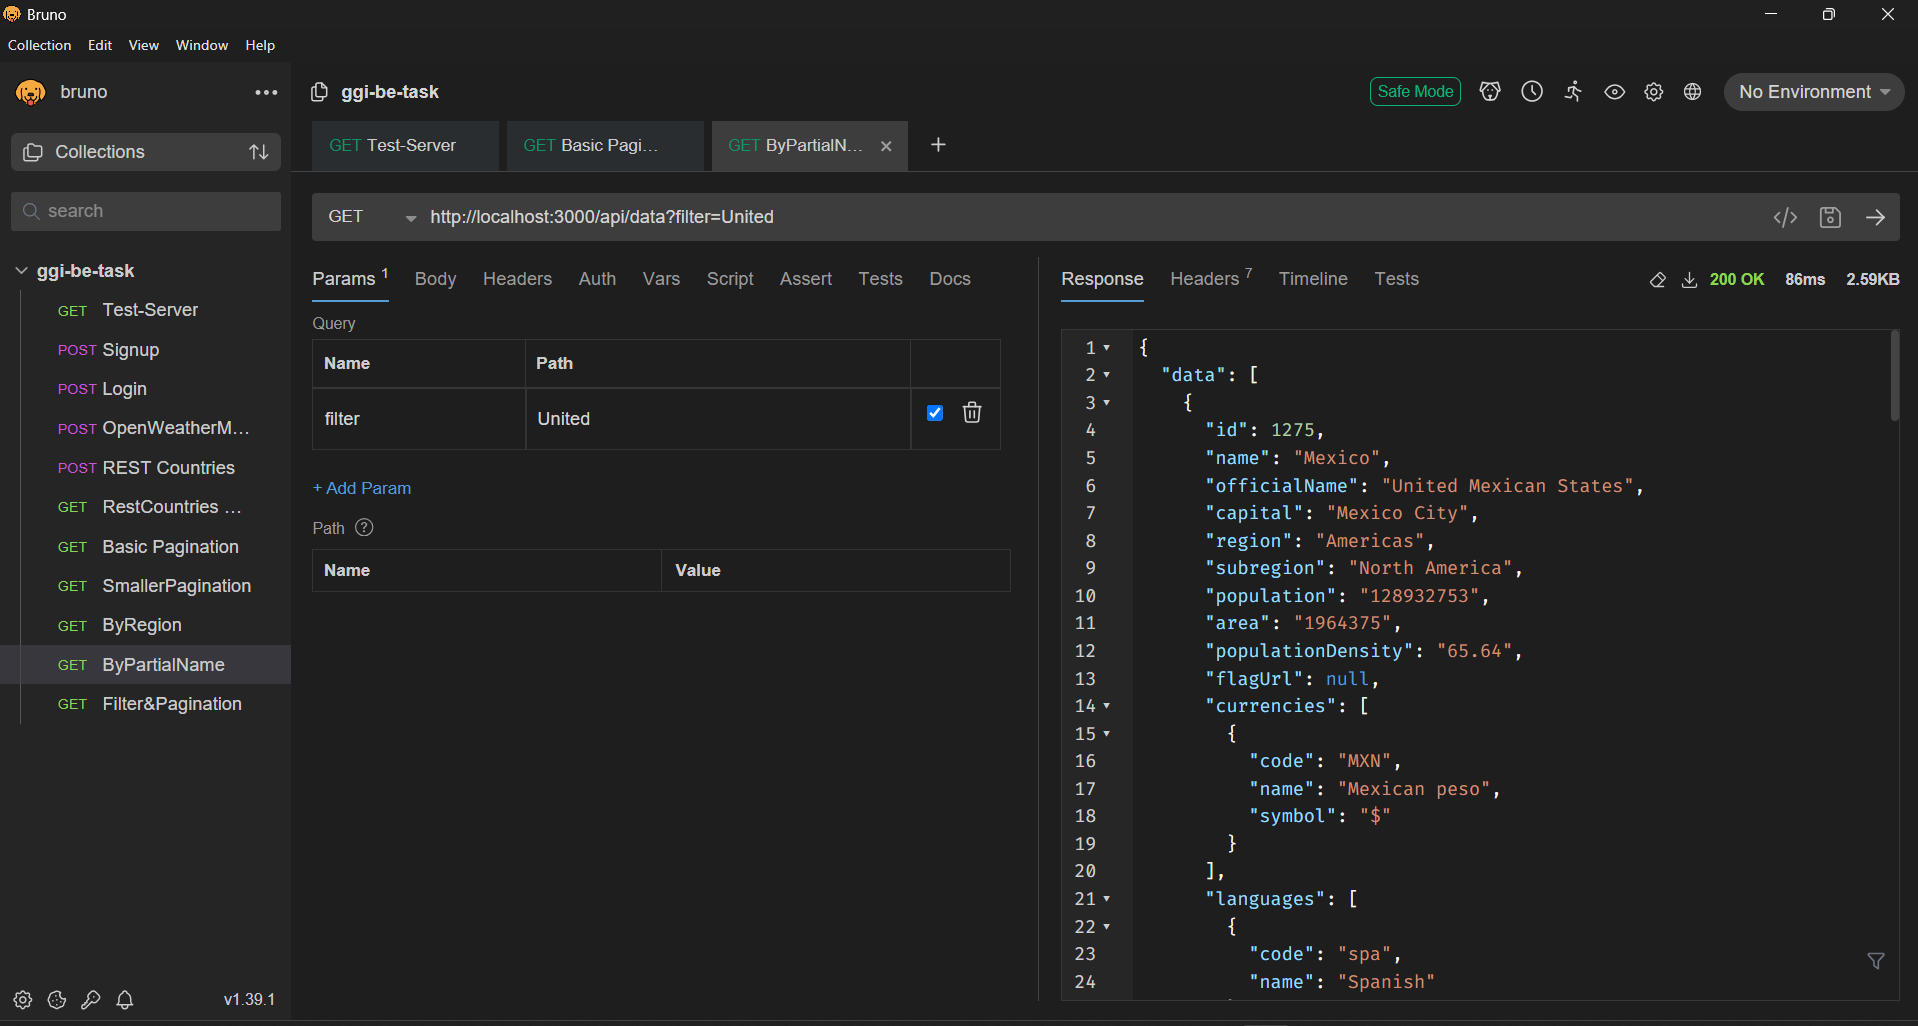 Bruno
Collection Edit View Window Help
bruno
Collections
search
ggi-be-task
GET Test-Server
POST Signup
POST Login
POST OpenWeatherM...
POST REST Countries
GET RestCountries ...
GET Basic Pagination
GET SmallerPagination
GET ByRegion
GET ByPartialName
GET Filter&Pagination
v1.39.1
ggi-be-task
Safe Mode
No Environment
GET Test-Server
GET Basic Pagi...
GET ByPartialN...
GET http://localhost:3000/api/data?filter=United
Params 1 Body Headers Auth Vars Script Assert Tests Docs
Query
Name Path
filter United
+ Add Param
Path
Name Value
Response Headers 7 Timeline Tests
200 OK 86ms 2.59KB
1 {
2 "data": [
3 {
4 "id": 1275,
5 "name": "Mexico",
6 "officialName": "United Mexican States",
7 "capital": "Mexico City",
8 "region": "Americas",
9 "subregion": "North America",
10 "population": "128932753",
11 "area": "1964375",
12 "populationDensity": "65.64",
13 "flagUrl": null,
14 "currencies": [
15 {
16 "code": "MXN",
17 "name": "Mexican peso",
18 "symbol": "$"
19 }
20 ],
21 "languages": [
22 {
23 "code": "spa",
24 "name": "Spanish"